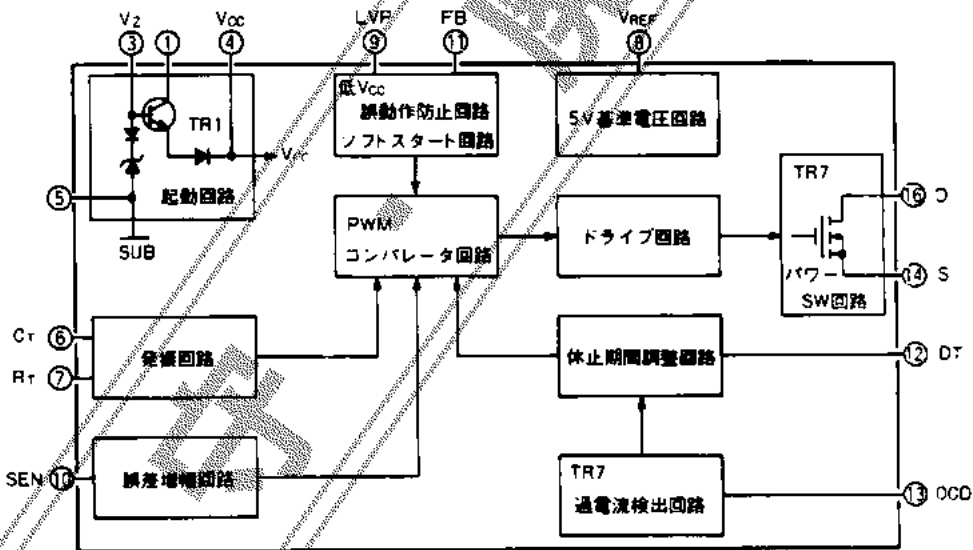 V₂ VCC LVP FB VREF
③ ① ④ ⑨ ⑪ ⑧
低VCC
誤動作防止回路
ソフトスタート回路
5V基準電圧回路
TR1
VCC
起動回路
⑤
SUB
PWM
コンパレータ回路
ドライブ回路
TR7
パワー
SW回路
⑯ D
⑭ S
CT ⑥
RT ⑦
発振回路
休止期間調整回路
⑫ DT
SEN ⑩
誤差増幅回路
TR7
過電流検出回路
⑬ OCD